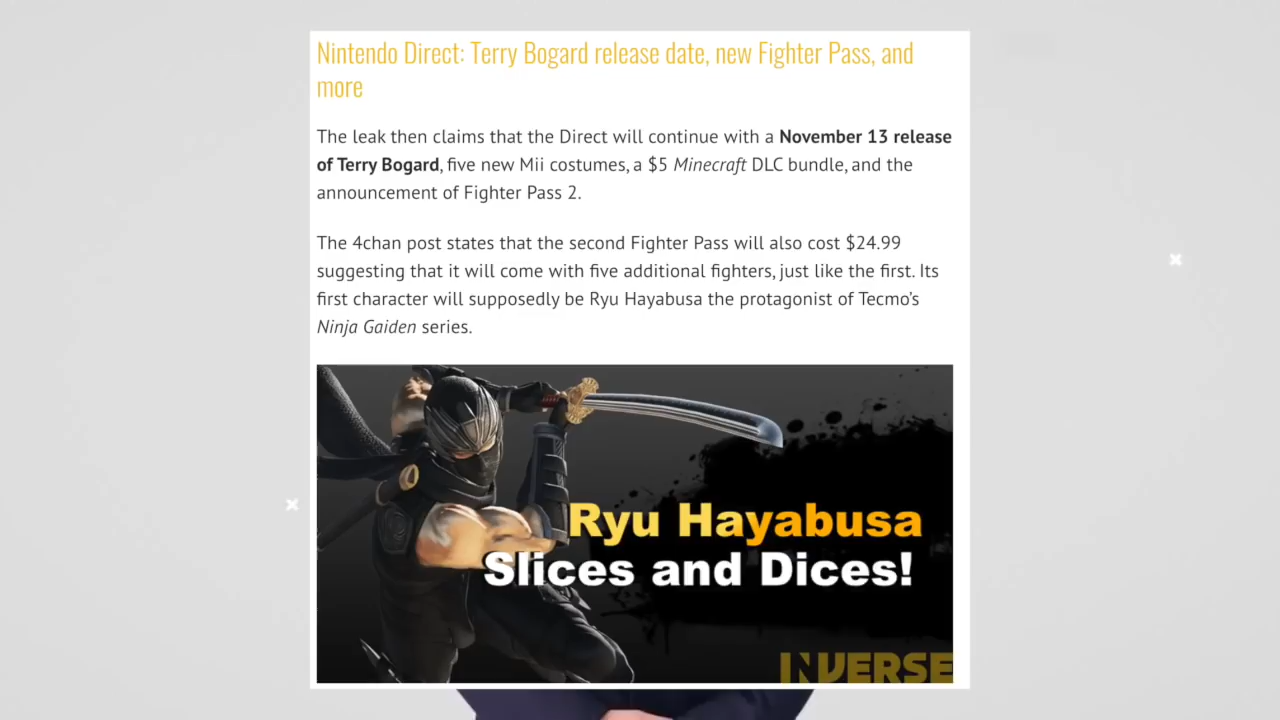 Nintendo Direct: Terry Bogard release date, new Fighter Pass, and
more
The leak then claims that the Direct will continue with a November 13 release
of Terry Bogard, five new Mii costumes, a $5 Minecraft DLC bundle, and the
announcement of Fighter Pass 2.
The 4chan post states that the second Fighter Pass will also cost $24.99
suggesting that it will come with five additional fighters, just like the first. Its
first character will supposedly be Ryu Hayabusa the protagonist of Tecmo’s
Ninja Gaiden series.
Ryu Hayabusa
Slices and Dices!
INVERSE